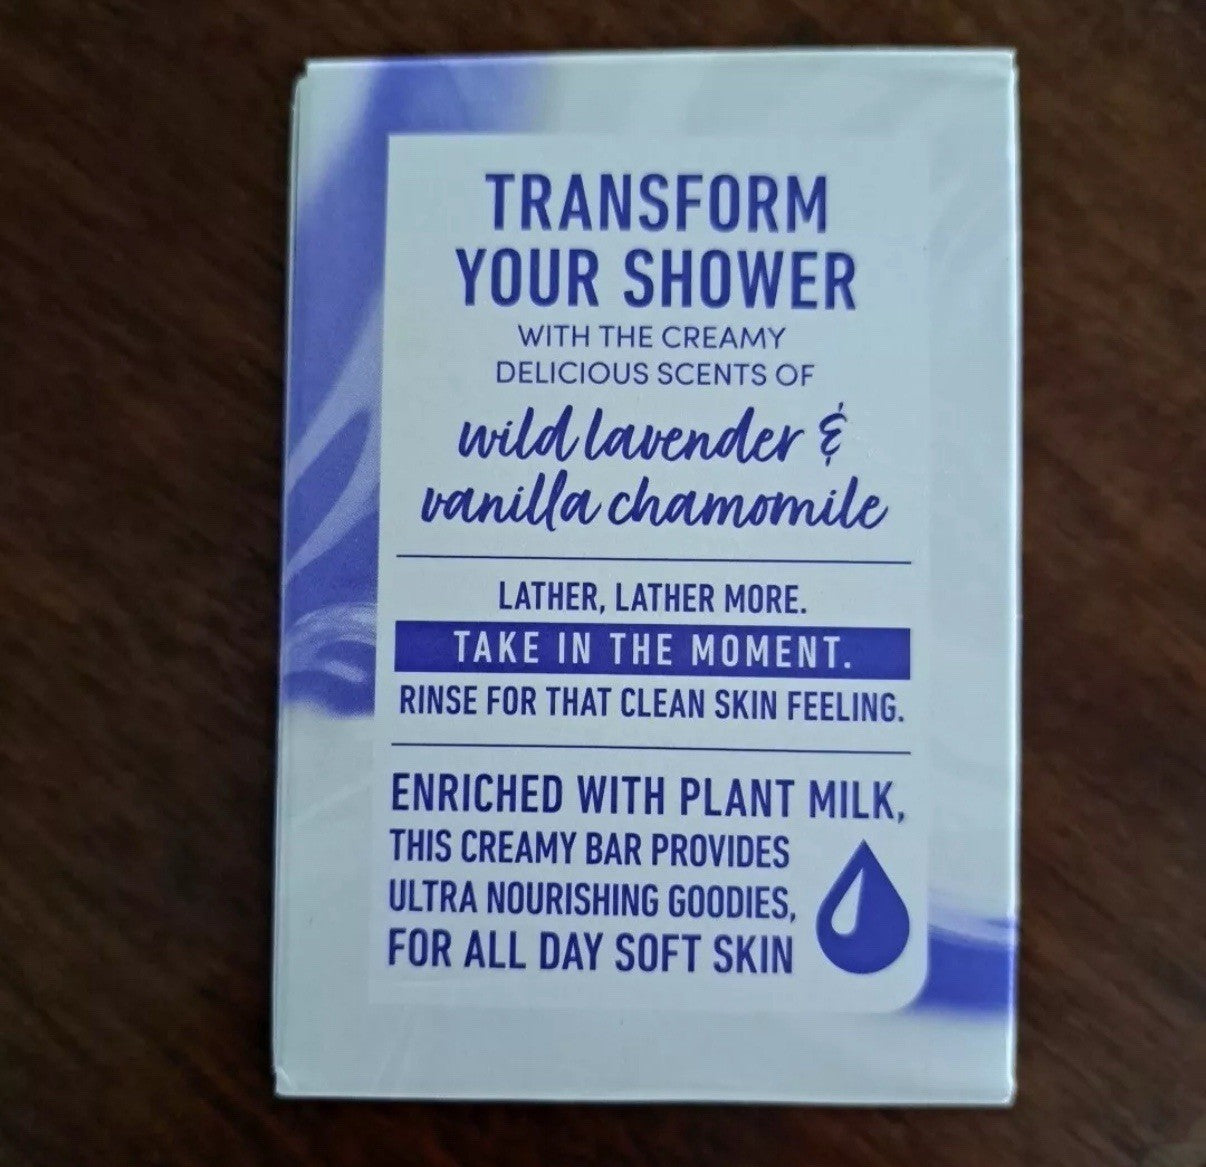 TRANSFORM
YOUR SHOWER
WITH THE CREAMY
DELICIOUS SCENTS OF
wild lavender &
vanilla chamomile
LATHER, LATHER MORE.
TAKE IN THE MOMENT.
RINSE FOR THAT CLEAN SKIN FEELING.
ENRICHED WITH PLANT MILK,
THIS CREAMY BAR PROVIDES
ULTRA NOURISHING GOODIES,
FOR ALL DAY SOFT SKIN